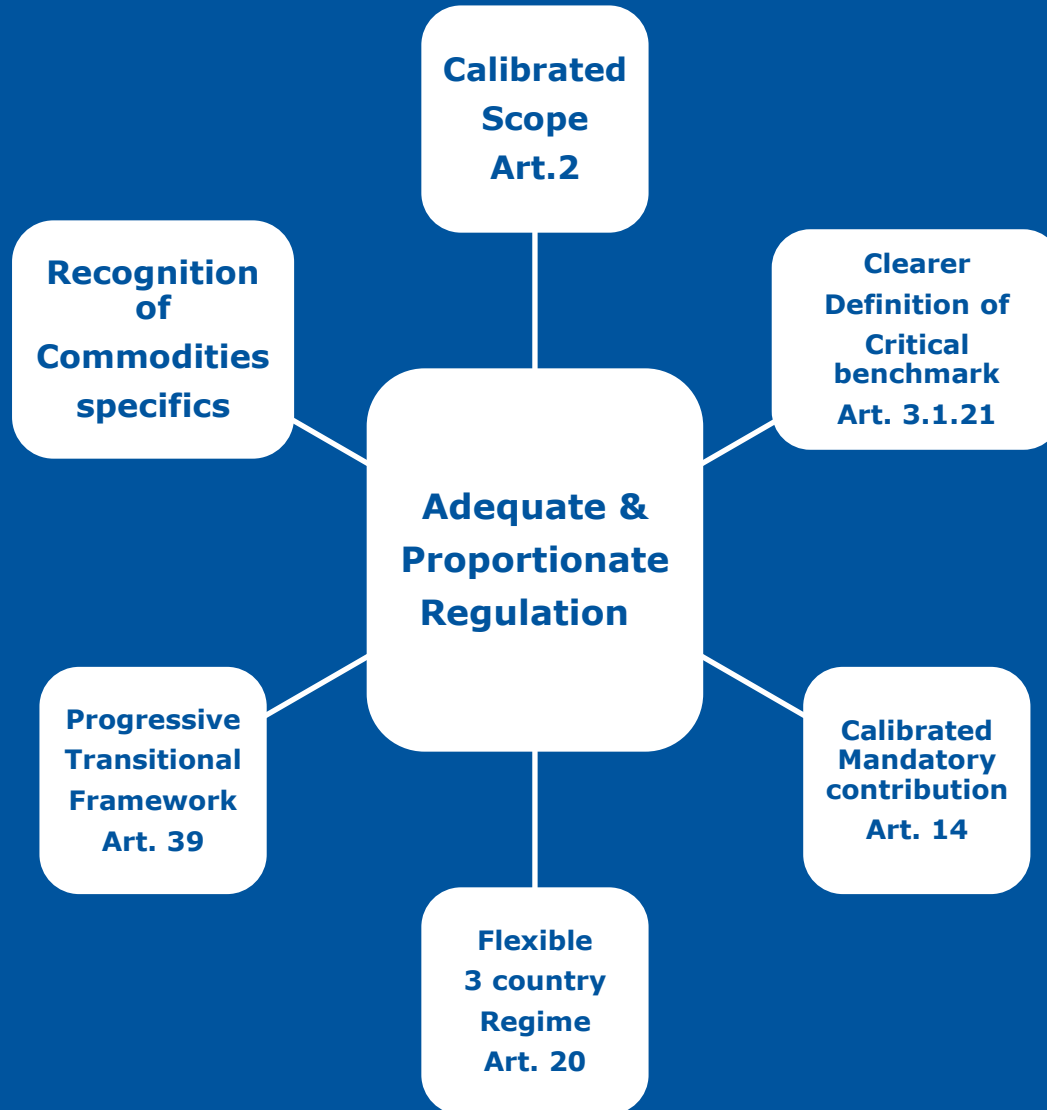 Calibrated
Scope
Art.2
Recognition
of
Commodities
specifics
Clearer
Definition of
Critical
benchmark
Art. 3.1.21
Adequate &
Proportionate
Regulation
Progressive
Transitional
Framework
Art. 39
Calibrated
Mandatory
contribution
Art. 14
Flexible
3 country
Regime
Art. 20